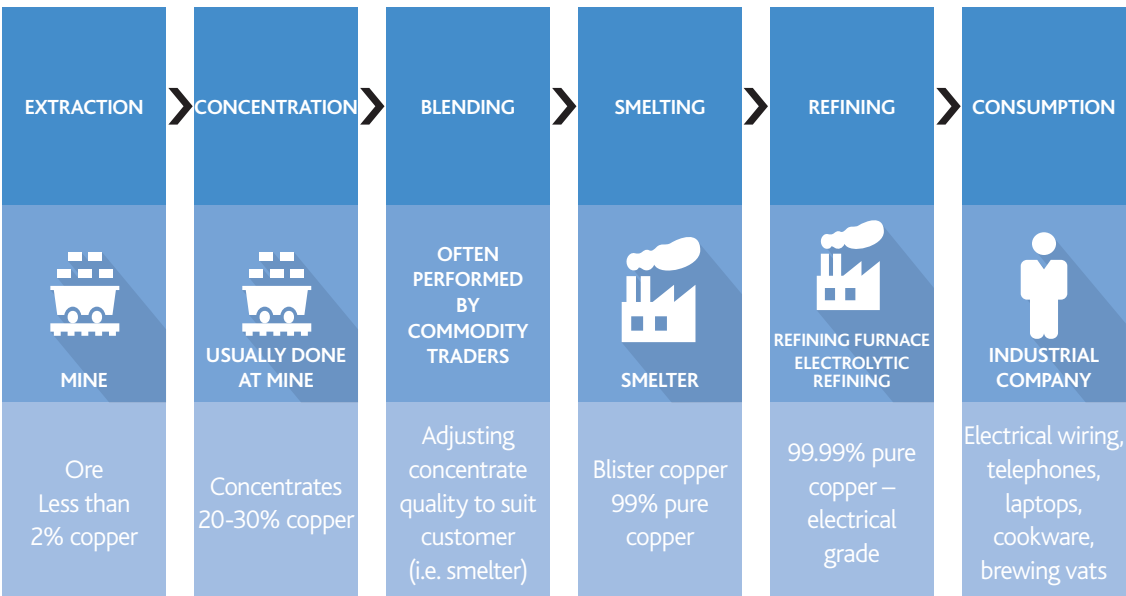 EXTRACTION
CONCENTRATION
BLENDING
SMELTING
REFINING
CONSUMPTION
MINE
USUALLY DONE
AT MINE
OFTEN
PERFORMED
BY
COMMODITY
TRADERS
SMELTER
REFINING FURNACE
ELECTROLYTIC
REFINING
INDUSTRIAL
COMPANY
Ore
Less than
2% copper
Concentrates
20-30% copper
Adjusting
concentrate
quality to suit
customer
(i.e. smelter)
Blister copper
99% pure
copper
99.99% pure
copper –
electrical
grade
Electrical wiring,
telephones,
laptops,
cookware,
brewing vats